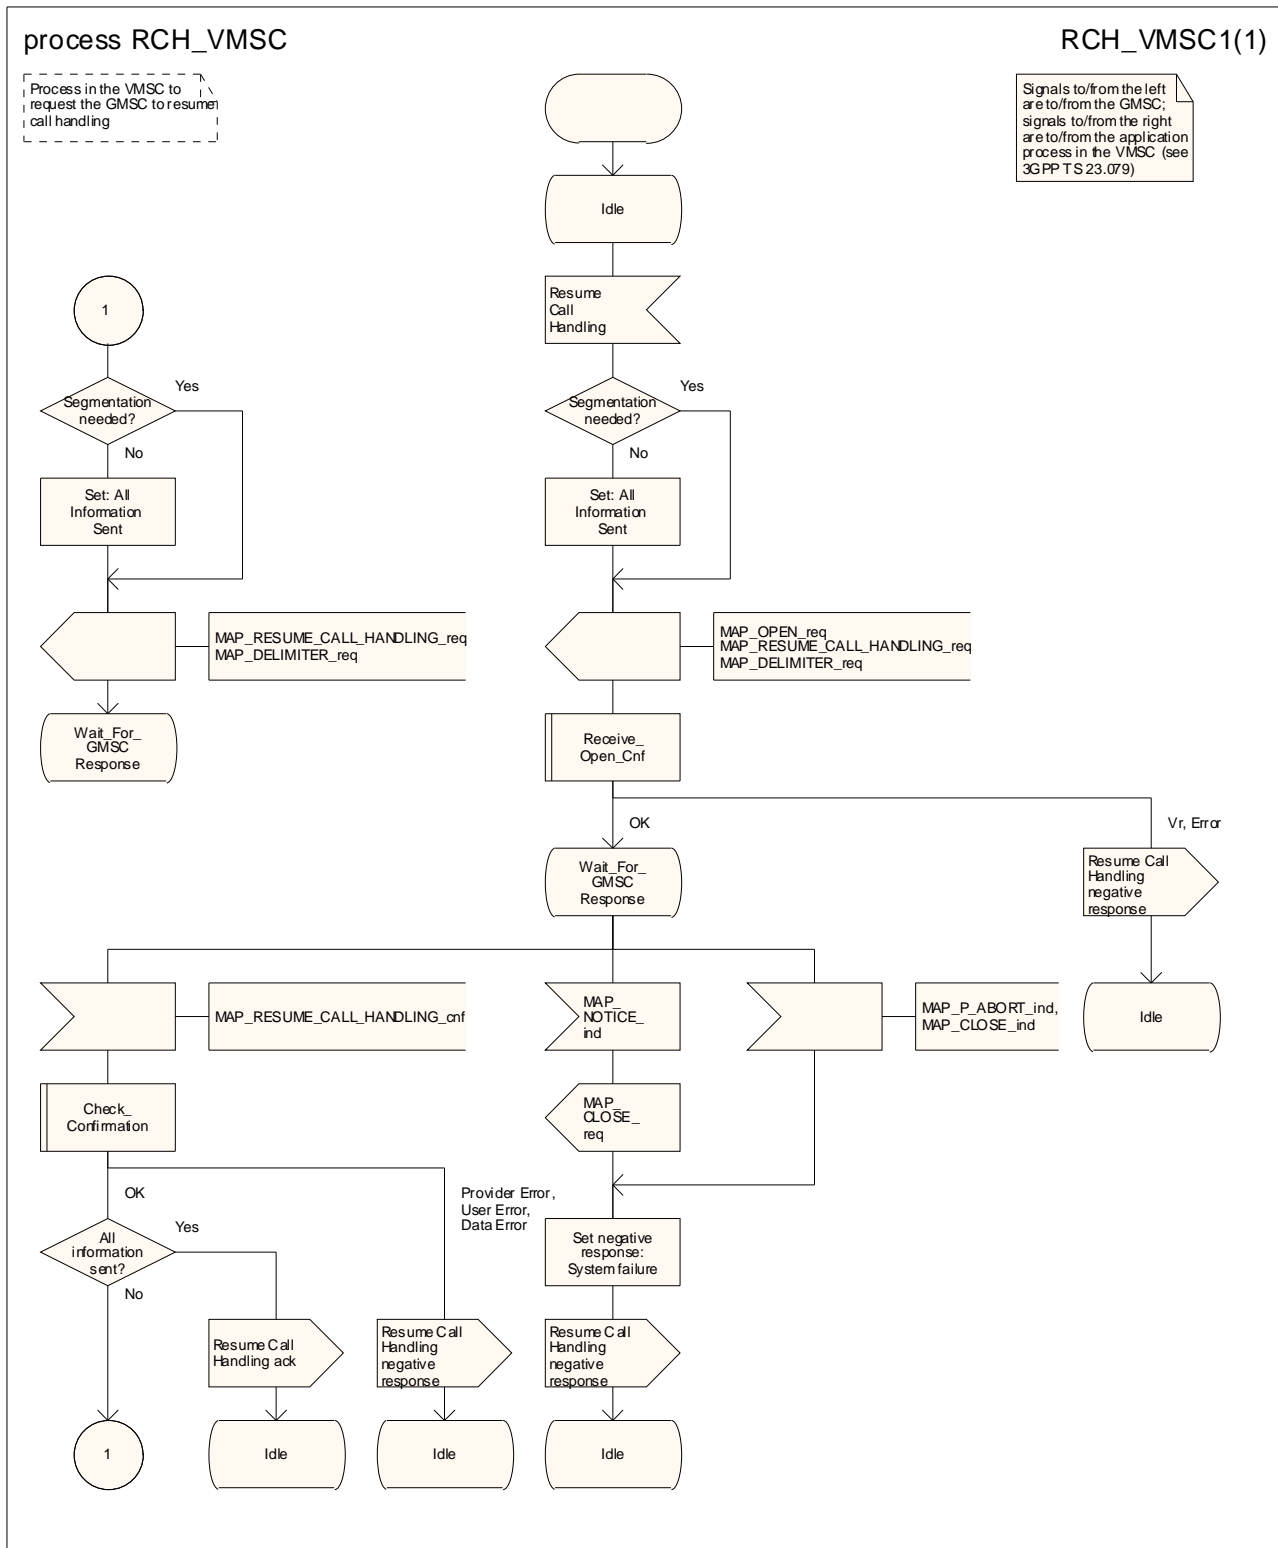 process RCH_VMSC
RCH_VMSC1(1)
Process in the VMSC to
request the GMSC to resume
call handling
Signals to/from the left
are to/from the GMSC;
signals to/from the right
are to/from the application
process in the VMSC (see
3GPP TS 23.079)
Idle
Resume
Call
Handling
1
Segmentation
needed?
Yes
No
Set: All
Information
Sent
Segmentation
needed?
Yes
No
Set: All
Information
Sent
MAP_RESUME_CALL_HANDLING_req
MAP_DELIMITER_req
MAP_OPEN_req
MAP_RESUME_CALL_HANDLING_req
MAP_DELIMITER_req
Wait_For_
GMSC
Response
Receive_
Open_Cnf
OK
Vr, Error
Wait_For_
GMSC
Response
Resume Call
Handling
negative
response
MAP_RESUME_CALL_HANDLING_cnf
MAP_
NOTICE_
ind
MAP_P_ABORT_ind,
MAP_CLOSE_ind
Idle
Check_
Confirmation
MAP_
CLOSE_
req
OK
Provider Error,
User Error,
Data Error
All
information
sent?
Yes
No
Set negative
response:
System failure
Resume Call
Handling ack
Resume Call
Handling
negative
response
Resume Call
Handling
negative
response
1
Idle
Idle
Idle